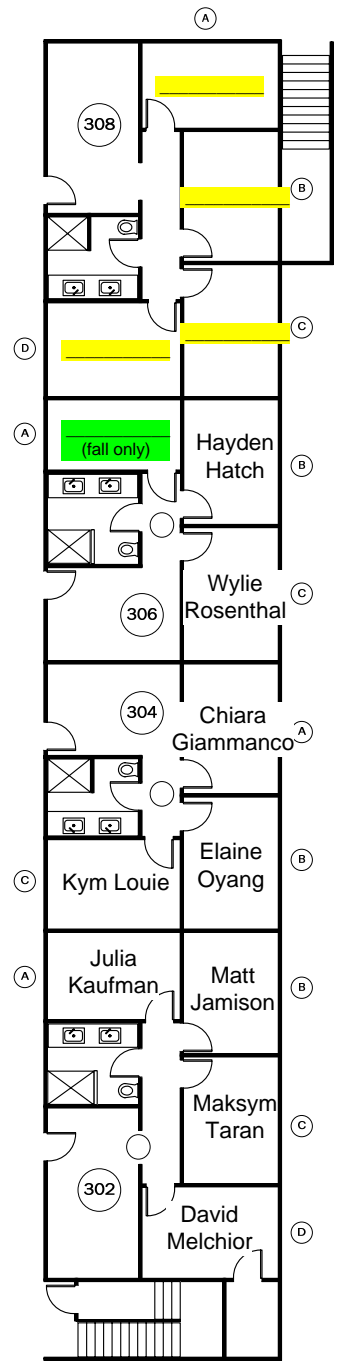 A
308
B
C
D
A
(fall only)
Hayden
Hatch
B
Wylie
Rosenthal
C
306
304
Chiara
Giammanco
A
Elaine
Oyang
B
C
Kym Louie
A
Julia
Kaufman
Matt
Jamison
B
Maksym
Taran
C
302
David
Melchior
D